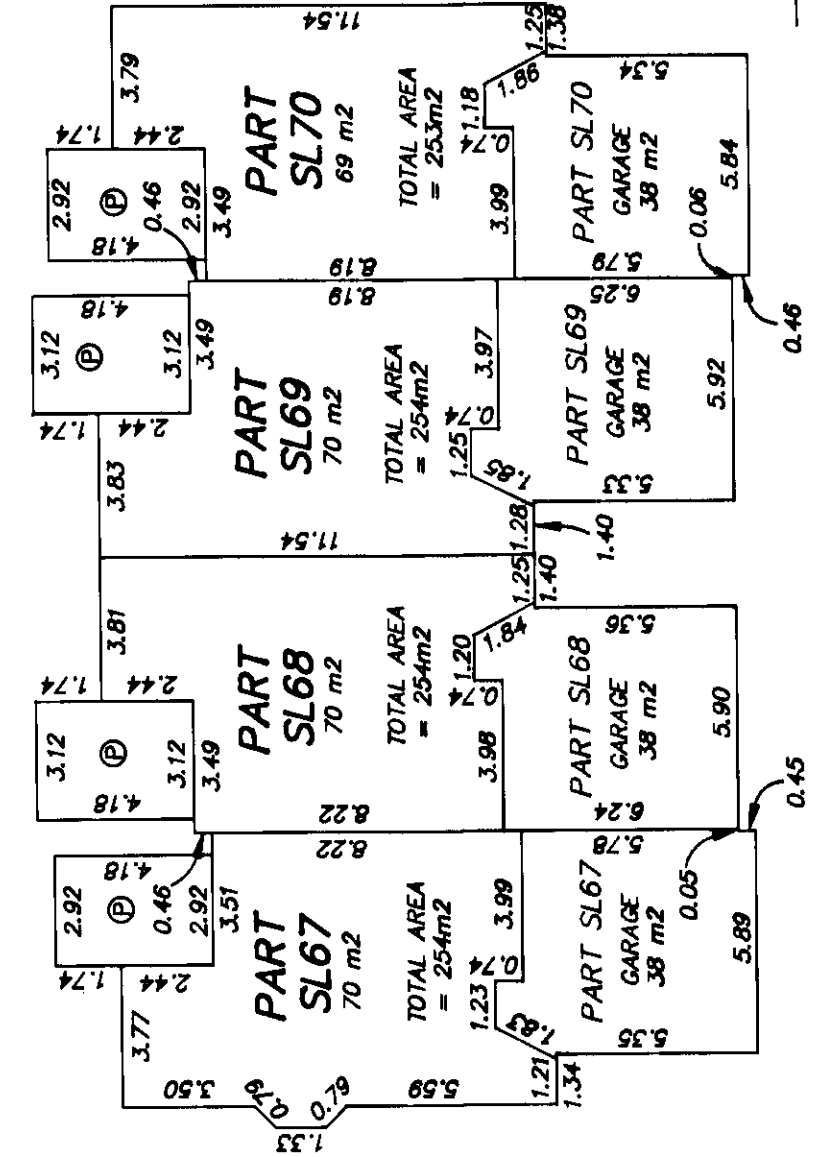 1.74
2.92
4.18
P
0.46
2.44
2.92
3.77
3.51
3.50
0.79
1.33
0.79
5.59
8.22
PART
SL67
70 m2
TOTAL AREA
= 254m2
1.23
0.74
3.99
1.83
1.21
1.34
PART SL67
GARAGE
38 m2
5.35
5.78
5.89
0.05
0.45
4.18
3.12
P
3.12
1.74
2.44
3.49
3.81
8.22
PART
SL68
70 m2
TOTAL AREA
= 254m2
3.98
0.74
1.20
1.84
1.25
1.40
PART SL68
GARAGE
38 m2
6.24
5.36
5.90
1.74
3.12
4.18
P
2.44
3.12
3.83
3.49
11.54
8.19
PART
SL69
70 m2
TOTAL AREA
= 254m2
1.25
0.74
3.97
1.85
1.28
1.40
PART SL69
GARAGE
38 m2
5.33
6.25
5.92
0.06
0.46
4.18
2.92
P
0.46
2.92
1.74
2.44
3.49
3.79
8.19
11.54
PART
SL70
69 m2
TOTAL AREA
= 253m2
3.99
0.74
1.18
1.86
1.25
1.38
PART SL70
GARAGE
38 m2
5.79
5.34
5.84